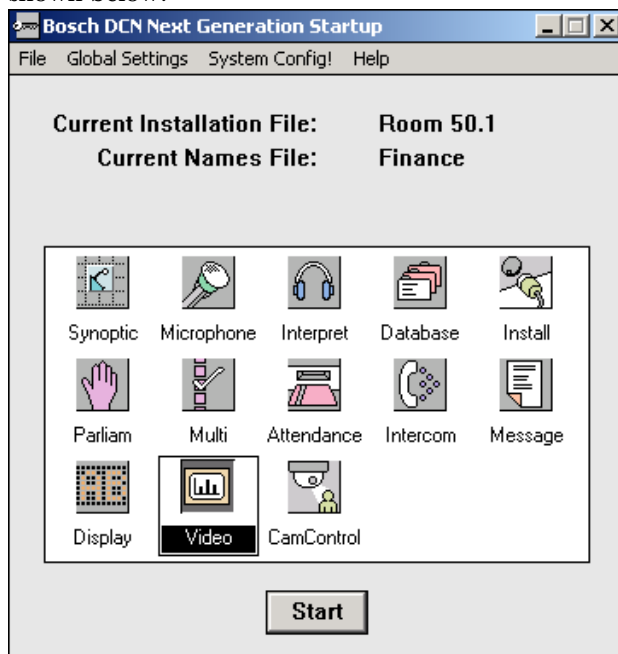 Bosch DCN Next Generation Startup
File Global Settings System Config! Help
Current Installation File: Room 50.1
Current Names File: Finance
Synoptic Microphone Interpret Database Install
Parliam Multi Attendance Intercom Message
Display Video CamControl
Start